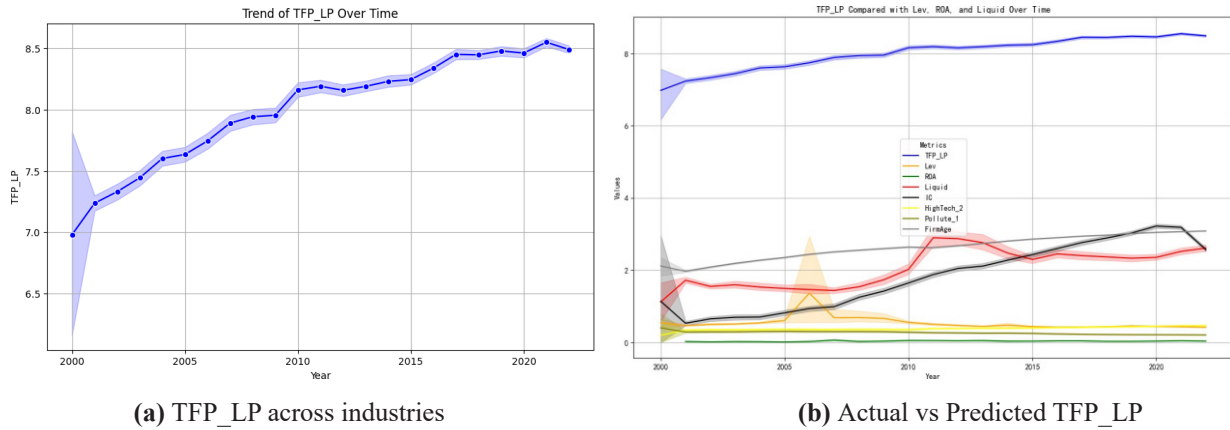 Trend of TFP_LP Over Time
8.5
8.0
7.5
7.0
6.5
TFP_LP
2000 2005 2010 2015 2020
Year
(a) TFP_LP across industries
TFP_LP Compared with Lev, ROA, and Liquid Over Time
8
6
4
2
0
Values
Metrics
TFP_LP
Lev
ROA
Liquid
IC
HighTech_2
Pollute_1
FirmAge
2000 2005 2010 2015 2020
Year
(b) Actual vs Predicted TFP_LP